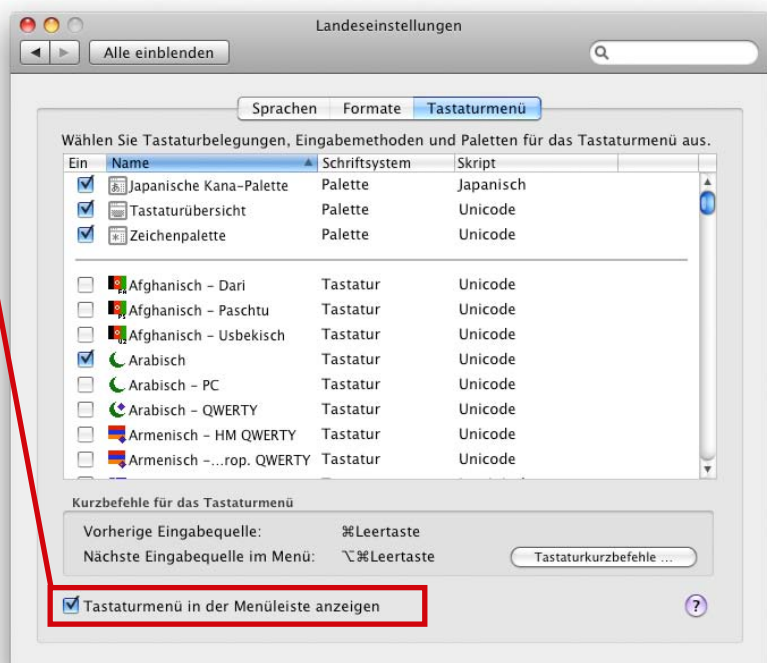 Landeseinstellungen
Alle einblenden
Sprachen Formate Tastaturmenü
Wählen Sie Tastaturbelegungen, Eingabemethoden und Paletten für das Tastaturmenü aus.
Ein Name Schriftsystem Skript
Japanische Kana-Palette Palette Japanisch
Tastaturübersicht Palette Unicode
Zeichenpalette Palette Unicode
Afghanisch – Dari Tastatur Unicode
Afghanisch – Paschtu Tastatur Unicode
Afghanisch – Usbekisch Tastatur Unicode
Arabisch Tastatur Unicode
Arabisch – PC Tastatur Unicode
Arabisch – QWERTY Tastatur Unicode
Armenisch – HM QWERTY Tastatur Unicode
Armenisch –...rop. QWERTY Tastatur Unicode
Kurzbefehle für das Tastaturmenü
Vorherige Eingabequelle: ⌘Leertaste
Nächste Eingabequelle im Menü: ⌥⌘Leertaste Tastaturkurzbefehle ...
Tastaturmenü in der Menüleiste anzeigen ?